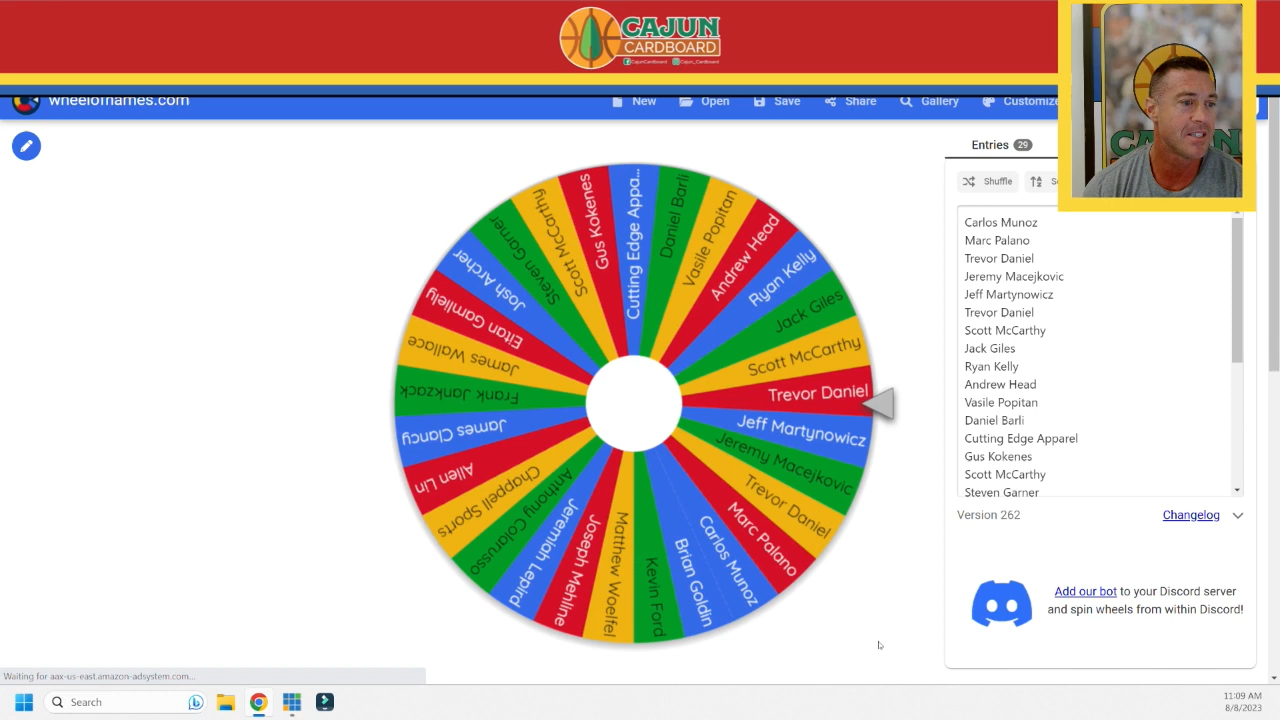 CAJUN
CARDBOARD
CajunCardboard Cajun_Cardboard
wheelofnames.com
New
Open
Save
Share
Gallery
Customize
Entries 29
Shuffle
Carlos Munoz
Marc Palano
Trevor Daniel
Jeremy Macejkovic
Jeff Martynowicz
Trevor Daniel
Scott McCarthy
Jack Giles
Ryan Kelly
Andrew Head
Vasile Popitan
Daniel Barli
Cutting Edge Apparel
Gus Kokenes
Scott McCarthy
Steven Garner
Version 262
Changelog
Add our bot to your Discord server
and spin wheels from within Discord!
Cutting Edge Appa...
Daniel Barli
Vasile Popitan
Andrew Head
Ryan Kelly
Jack Giles
Scott McCarthy
Trevor Daniel
Jeff Martynowicz
Jeremy Macejkovic
Trevor Daniel
Marc Palano
Carlos Munoz
Brian Goldin
Kevin Ford
Matthew Woelfel
Joseph Mehline
Jeremich Lepird
Anthony Colarusso
Chappell Sports
Allen Lin
James Clancy
Frank Jankzack
James Wallace
Eitan Gamliely
Josh Archer
Steven Garner
Scott McCarthy
Gus Kokenes
Waiting for aax-us-east.amazon-adsystem.com...
Search
11:09 AM
8/8/2023